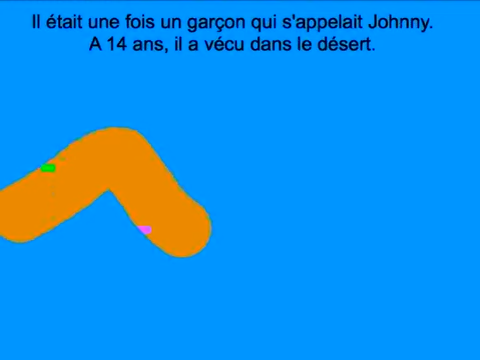 Il était une fois un garçon qui s'appelait Johnny.
A 14 ans, il a vécu dans le désert.